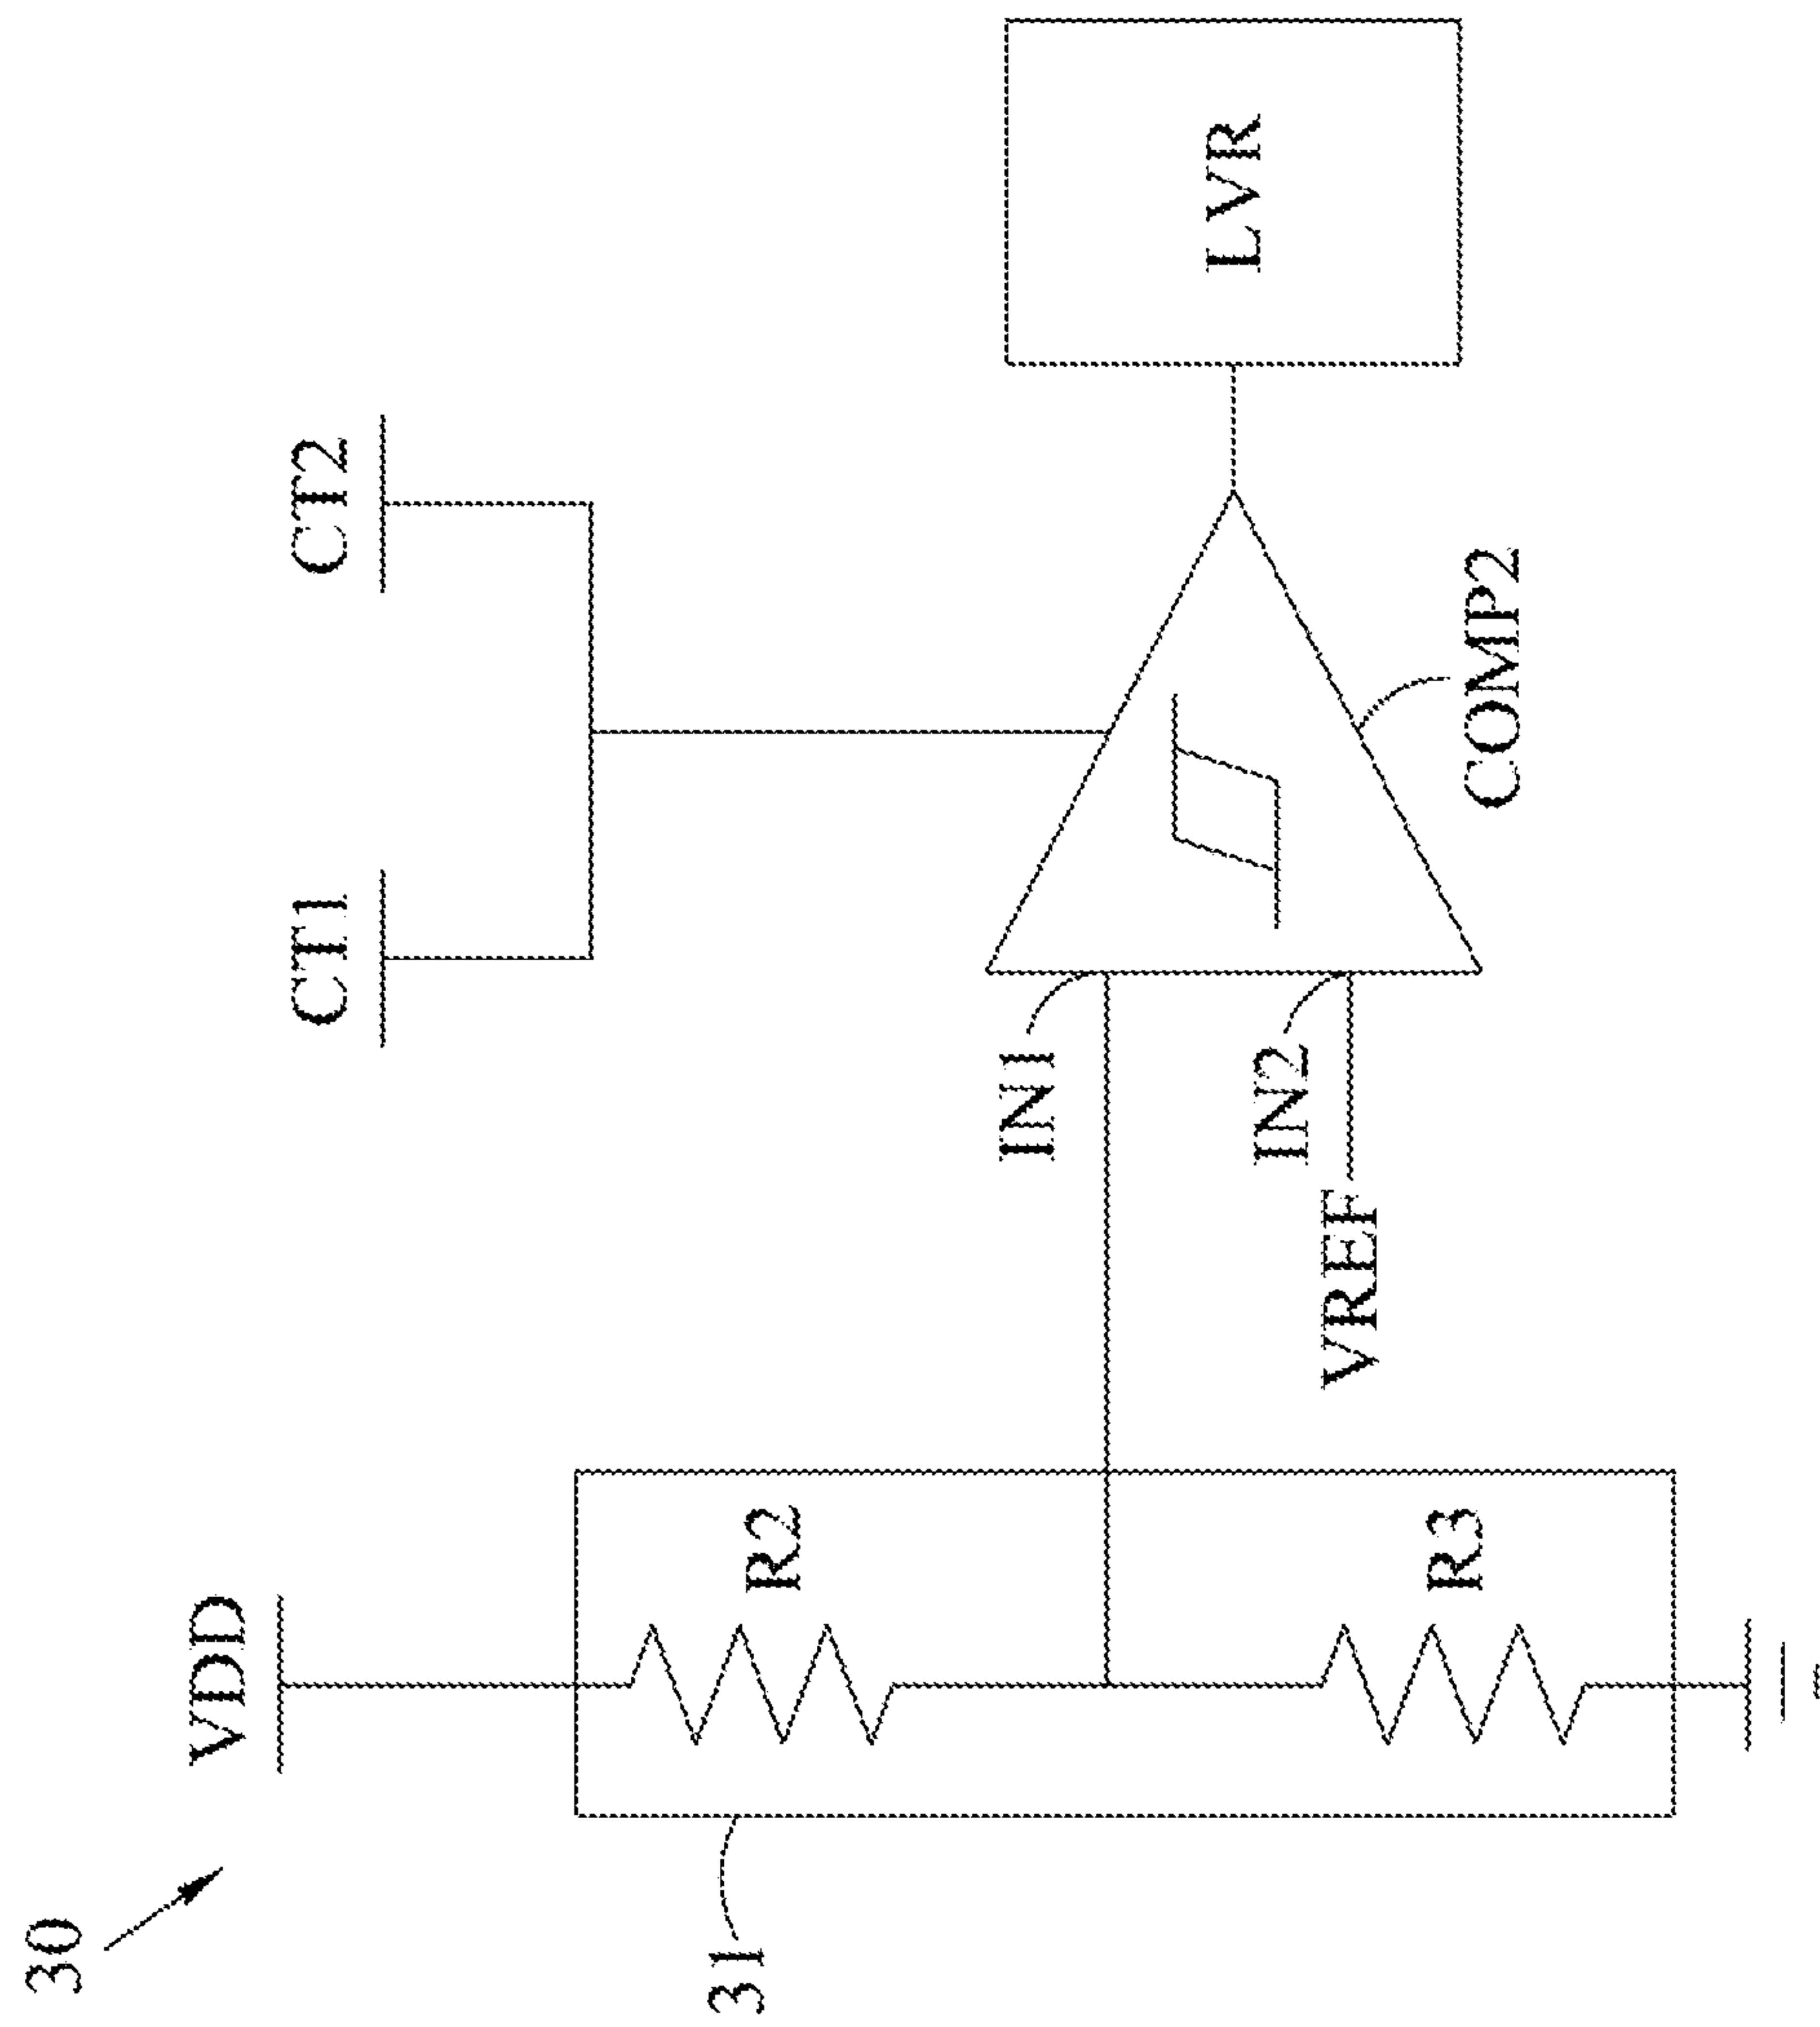 30
VDD
31
R2
R3
CT1
CT2
IN1
IN2
VREF
COMP2
LVR